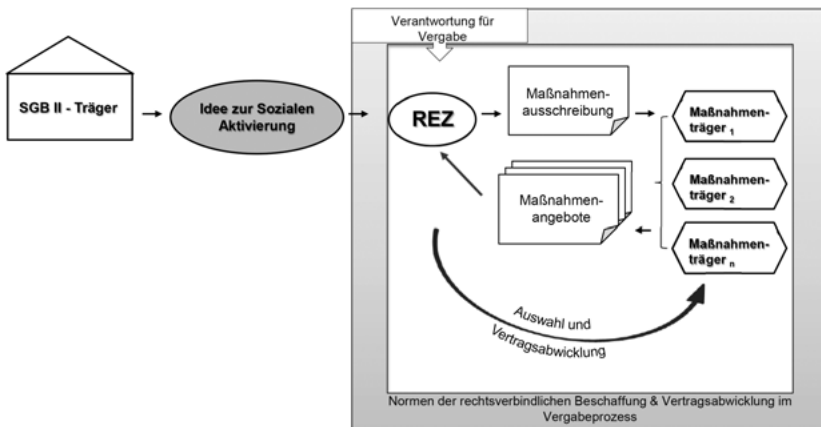 Verantwortung für
Vergabe
SGB II - Träger
Idee zur Sozialen
Aktivierung
REZ
Maßnahmen-
ausschreibung
Maßnahmen-
träger 1
Maßnahmen-
angebote
Maßnahmen-
träger 2
Maßnahmen-
träger n
Auswahl und
Vertragsabwicklung
Normen der rechtsverbindlichen Beschaffung & Vertragsabwicklung im
Vergabeprozess